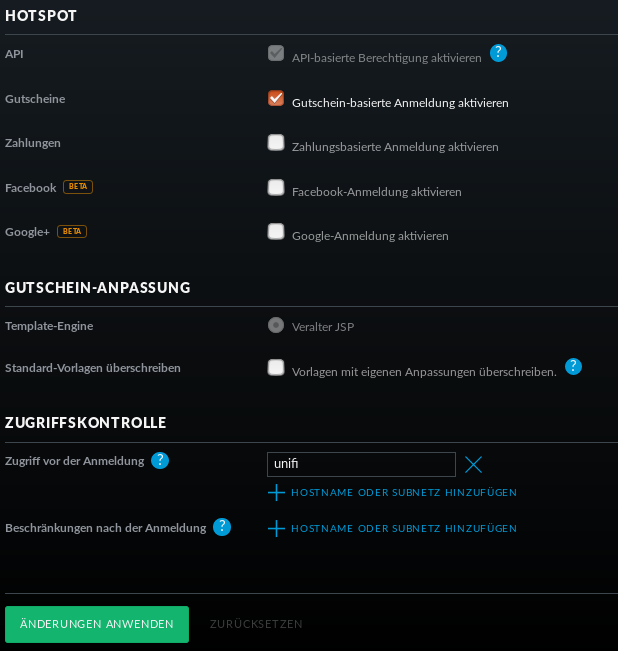 HOTSPOT
API
API-basierte Berechtigung aktivieren ?
Gutscheine
Gutschein-basierte Anmeldung aktivieren
Zahlungen
Zahlungsbasierte Anmeldung aktivieren
Facebook BETA
Facebook-Anmeldung aktivieren
Google+ BETA
Google-Anmeldung aktivieren
GUTSCHEIN-ANPASSUNG
Template-Engine
Veralter JSP
Standard-Vorlagen überschreiben
Vorlagen mit eigenen Anpassungen überschreiben. ?
ZUGRIFFSKONTROLLE
Zugriff vor der Anmeldung ?
unifi
HOSTNAME ODER SUBNETZ HINZUFÜGEN
Beschränkungen nach der Anmeldung ?
HOSTNAME ODER SUBNETZ HINZUFÜGEN
ÄNDERUNGEN ANWENDEN
ZURÜCKSETZEN